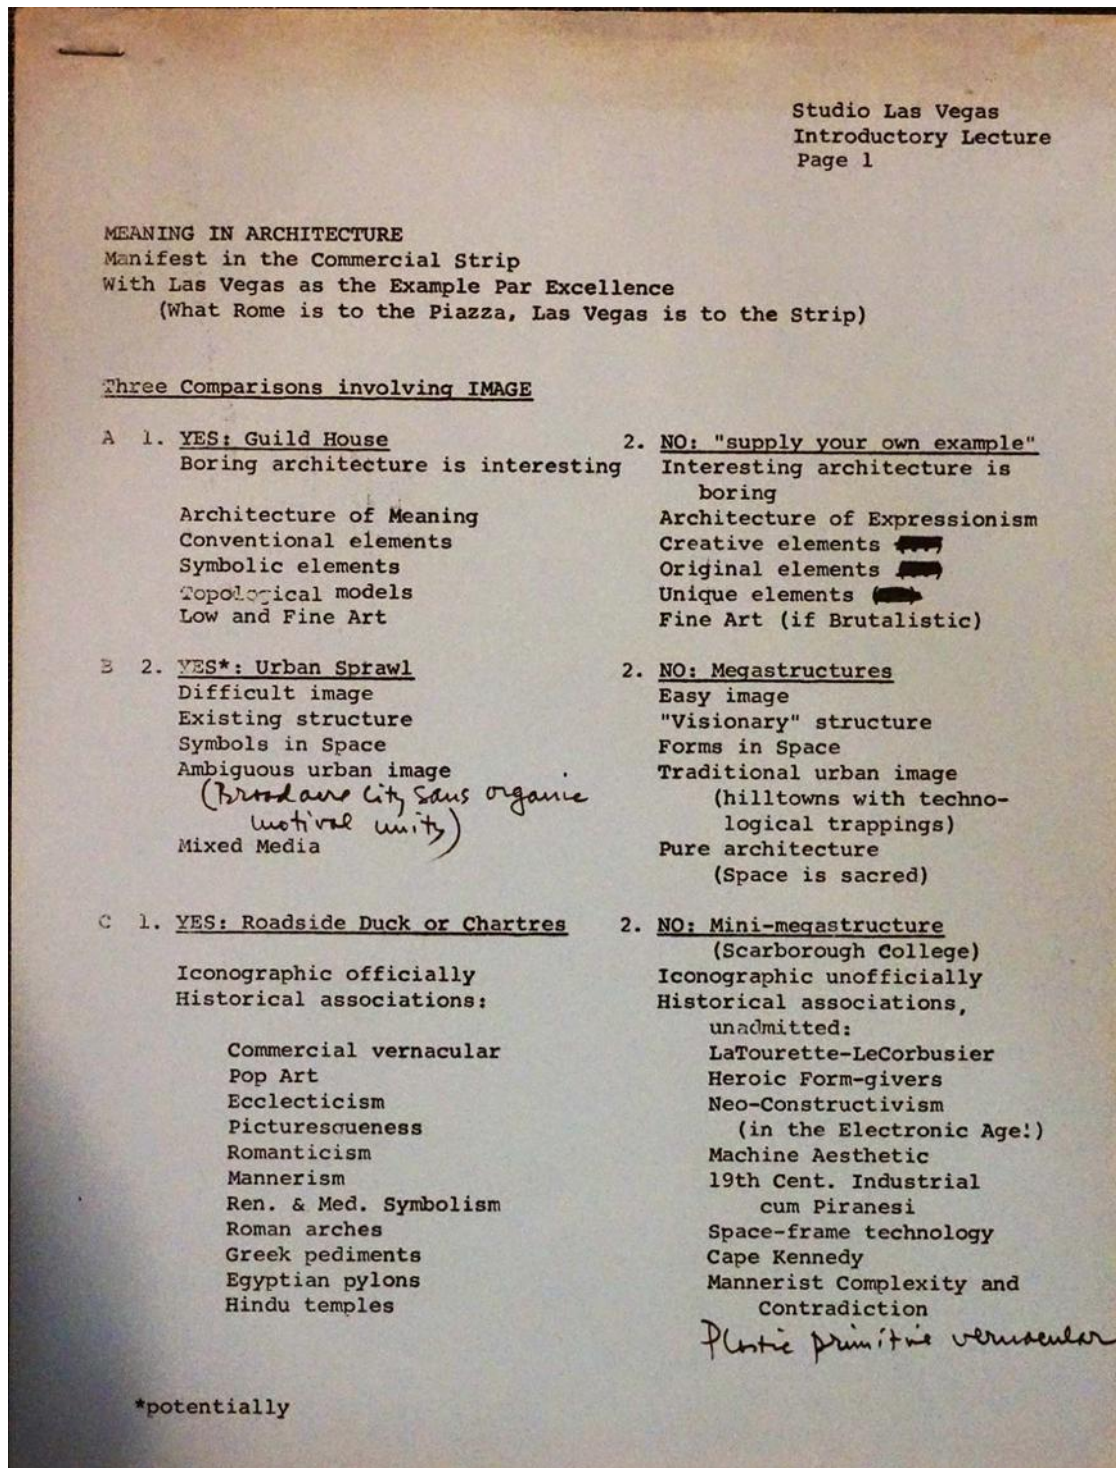 Studio Las Vegas
Introductory Lecture
Page 1
MEANING IN ARCHITECTURE
Manifest in the Commercial Strip
With Las Vegas as the Example Par Excellence
(What Rome is to the Piazza, Las Vegas is to the Strip)
Three Comparisons involving IMAGE
A 1. YES: Guild House
Boring architecture is interesting
Architecture of Meaning
Conventional elements
Symbolic elements
Topological models
Low and Fine Art
2. NO: "supply your own example"
Interesting architecture is
boring
Architecture of Expressionism
Creative elements
Original elements
Unique elements
Fine Art (if Brutalistic)
B 2. YES*: Urban Sprawl
Difficult image
Existing structure
Symbols in Space
Ambiguous urban image
(Broadacre City sans organic
motival unity)
Mixed Media
2. NO: Megastructures
Easy image
"Visionary" structure
Forms in Space
Traditional urban image
(hilltowns with techno-
logical trappings)
Pure architecture
(Space is sacred)
C 1. YES: Roadside Duck or Chartres
Iconographic officially
Historical associations:
Commercial vernacular
Pop Art
Ecclecticism
Picturesqueness
Romanticism
Mannerism
Ren. & Med. Symbolism
Roman arches
Greek pediments
Egyptian pylons
Hindu temples
2. NO: Mini-megastructure
(Scarborough College)
Iconographic unofficially
Historical associations,
unadmitted:
LaTourette-LeCorbusier
Heroic Form-givers
Neo-Constructivism
(in the Electronic Age!)
Machine Aesthetic
19th Cent. Industrial
cum Piranesi
Space-frame technology
Cape Kennedy
Mannerist Complexity and
Contradiction
Plastic primitive vernacular
*potentially